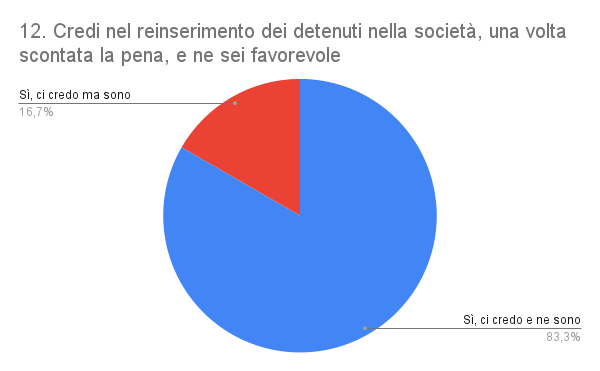 12. Credi nel reinserimento dei detenuti nella società, una volta
scontata la pena, e ne sei favorevole
Sì, ci credo ma sono
16,7%
Sì, ci credo e ne sono
83,3%